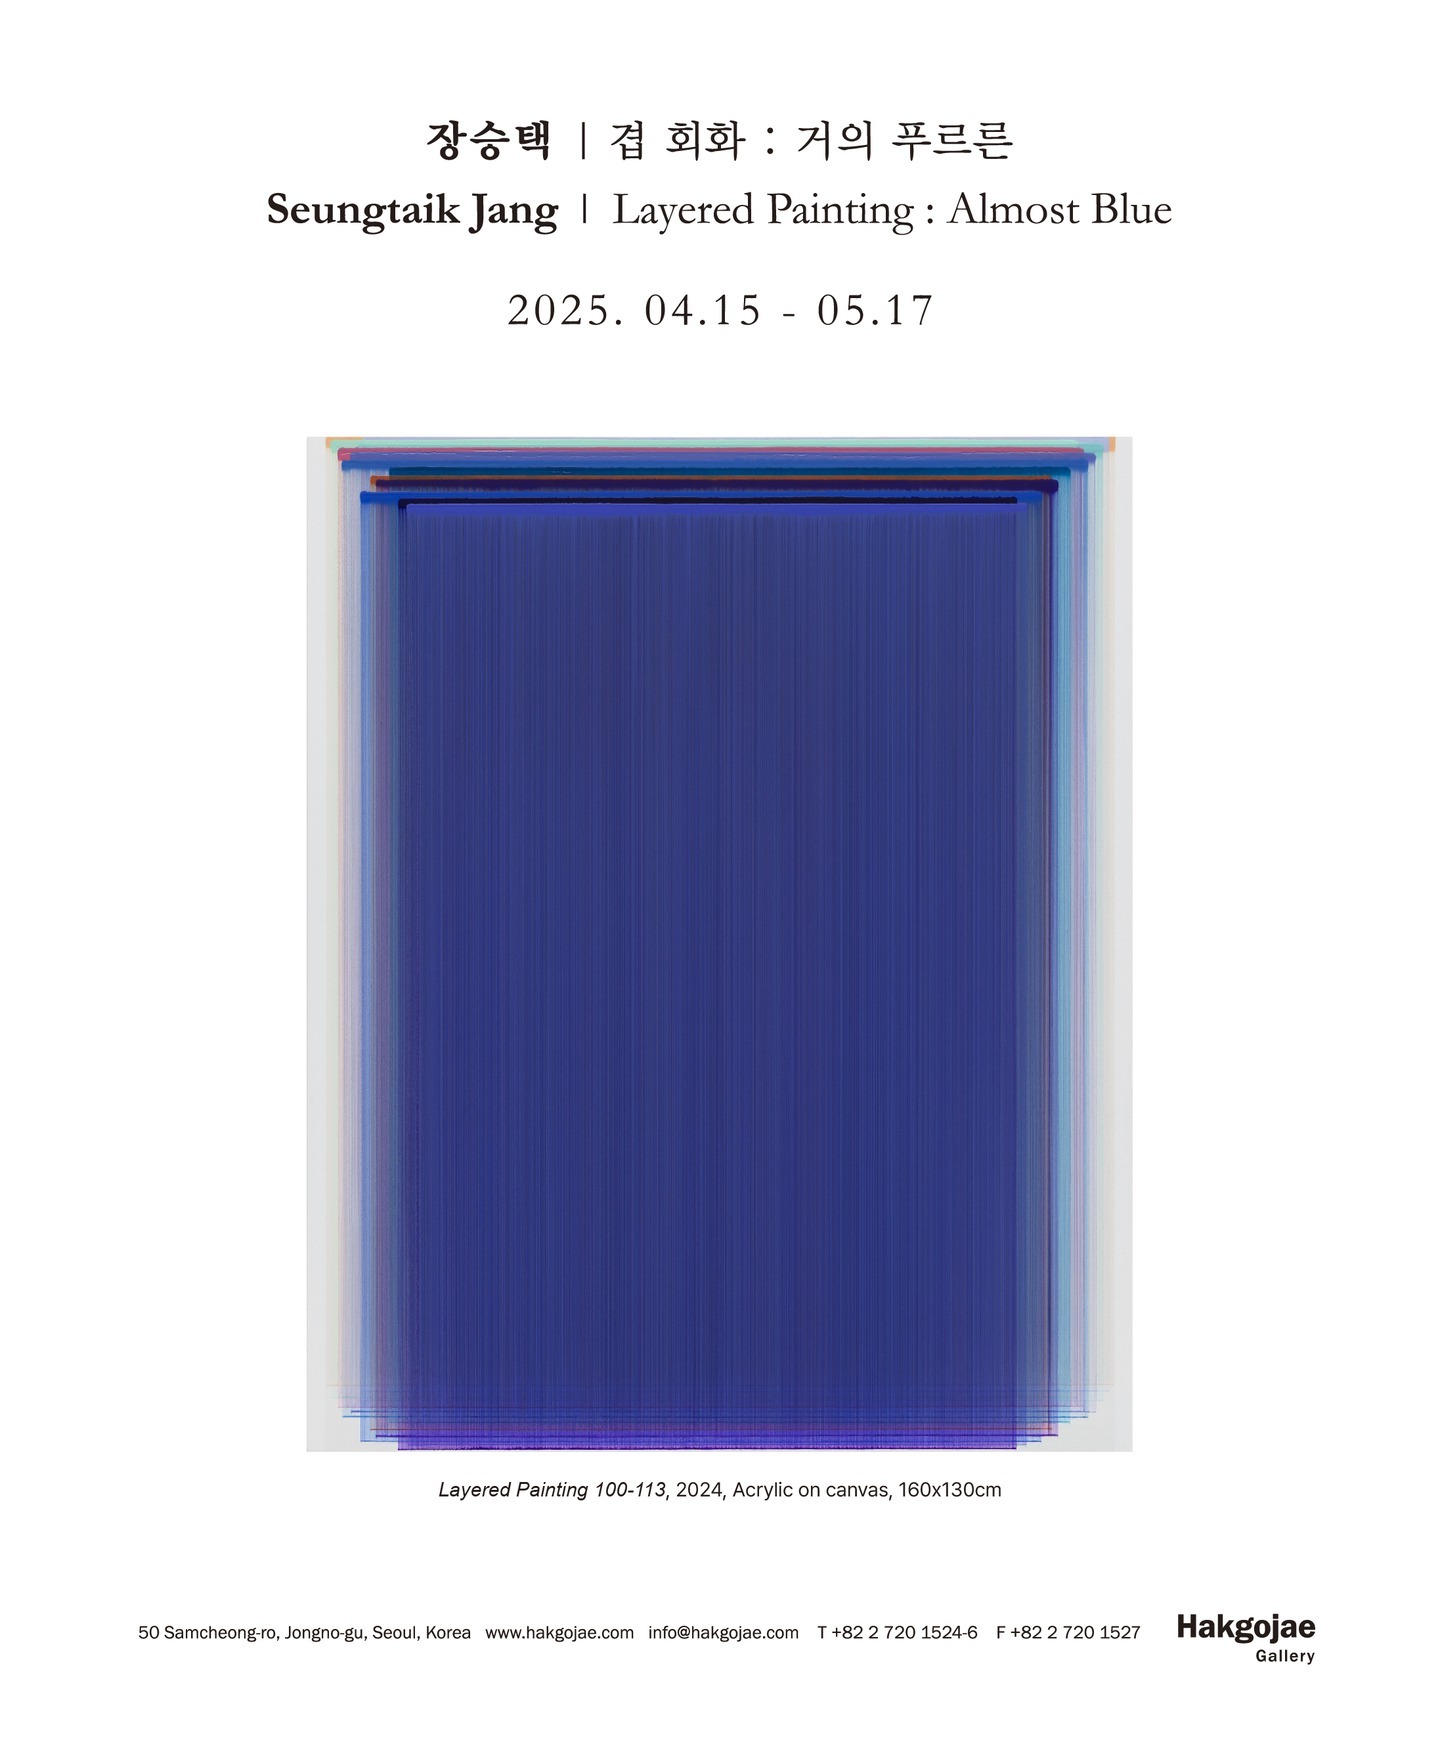 장승택 | 겹 회화 : 거의 푸르른
Seungtaik Jang | Layered Painting : Almost Blue
2025. 04.15 - 05.17
Layered Painting 100-113, 2024, Acrylic on canvas, 160x130cm
50 Samcheong-ro, Jongno-gu, Seoul, Korea www.hakgojae.com info@hakgojae.com T +82 2 720 1524-6 F +82 2 720 1527
Hakgojae
Gallery